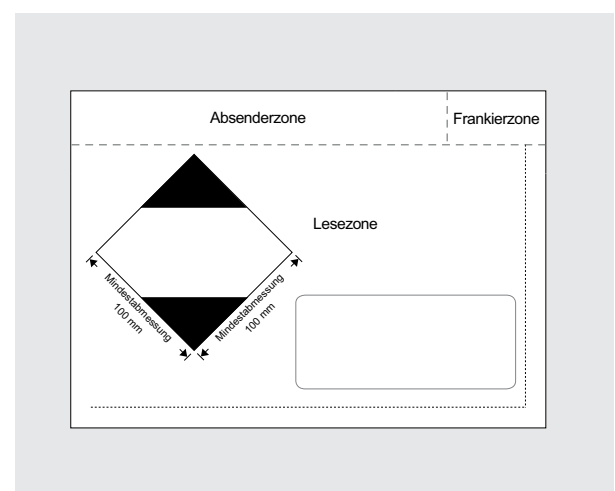 Absenderzone
Frankierzone
Lesezone
Mindestabmessung
100 mm
Mindestabmessung
100 mm